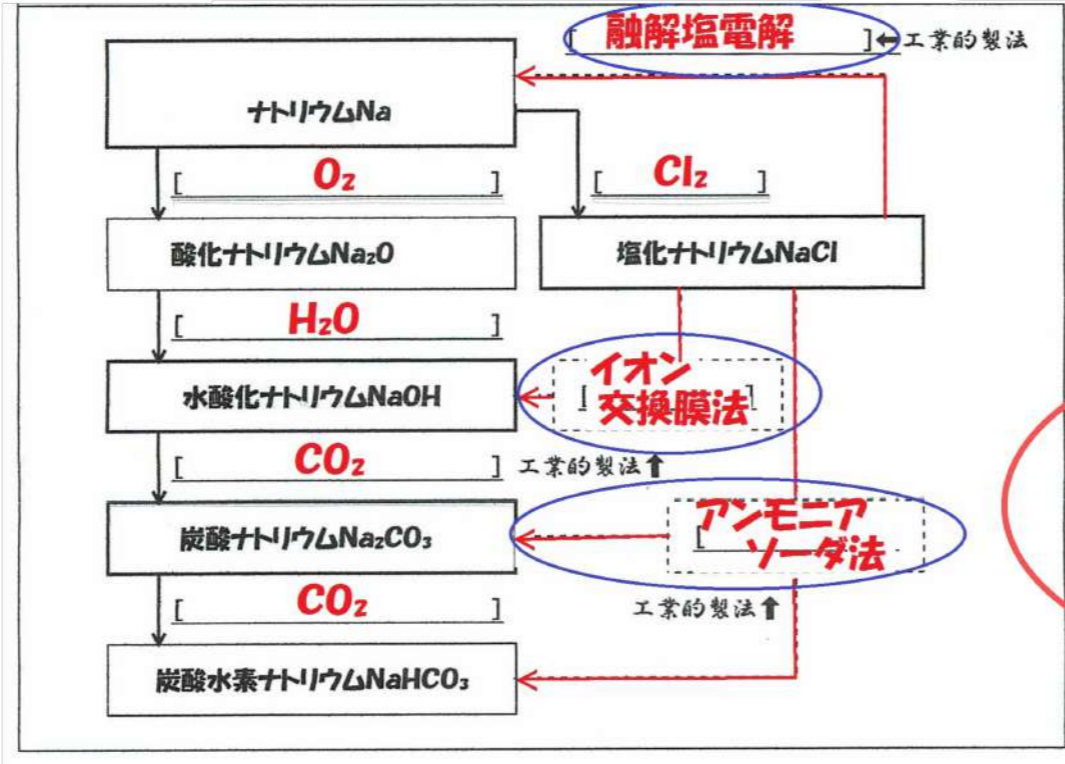 [ 融解塩電解 ]←工業的製法
ナトリウムNa
[ O₂ ]
[ Cl₂ ]
酸化ナトリウムNa₂O
塩化ナトリウムNaCl
[ H₂O ]
水酸化ナトリウムNaOH
[ イオン
交換膜法 ]
[ CO₂ ]
工業的製法↑
炭酸ナトリウムNa₂CO₃
[ アンモニア
ソーダ法
[ CO₂ ]
工業的製法↑
炭酸水素ナトリウムNaHCO₃